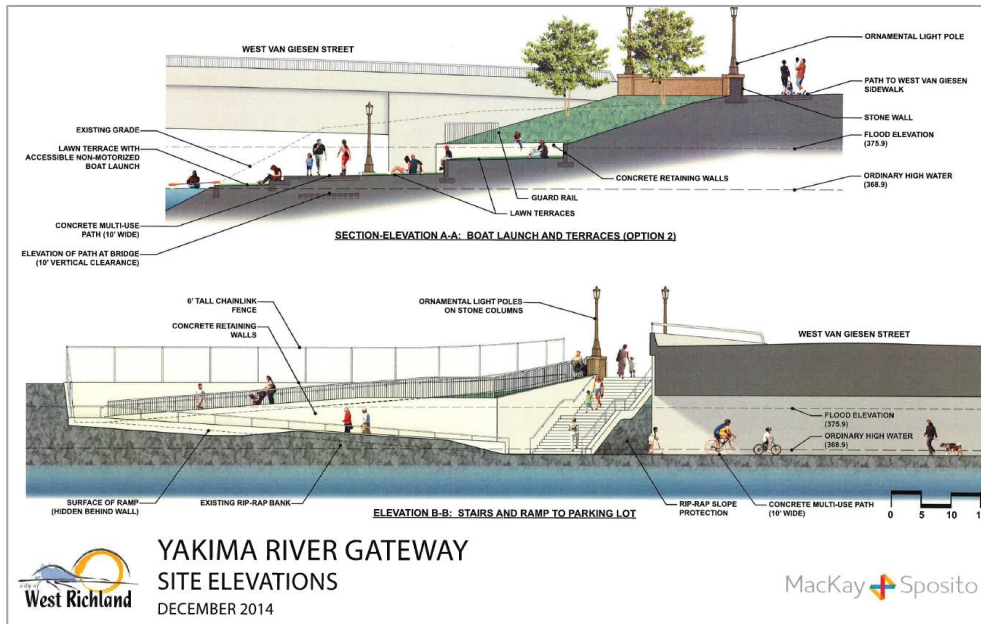 WEST VAN GIESEN STREET
ORNAMENTAL LIGHT POLE
PATH TO WEST VAN GIESEN
SIDEWALK
STONE WALL
FLOOD ELEVATION
(375.9)
ORDINARY HIGH WATER
(368.9)
EXISTING GRADE
LAWN TERRACE WITH
ACCESSIBLE NON-MOTORIZED
BOAT LAUNCH
CONCRETE RETAINING WALLS
GUARD RAIL
LAWN TERRACES
CONCRETE MULTI-USE
PATH (10' WIDE)
ELEVATION OF PATH AT BRIDGE
(10' VERTICAL CLEARANCE)
SECTION-ELEVATION A-A: BOAT LAUNCH AND TERRACES (OPTION 2)
6' TALL CHAINLINK
FENCE
CONCRETE RETAINING
WALLS
ORNAMENTAL LIGHT POLES
ON STONE COLUMNS
WEST VAN GIESEN STREET
FLOOD ELEVATION
(375.9)
ORDINARY HIGH WATER
(368.9)
SURFACE OF RAMP
(HIDDEN BEHIND WALL)
EXISTING RIP-RAP BANK
RIP-RAP SLOPE
PROTECTION
CONCRETE MULTI-USE PATH
(10' WIDE)
0 5 10
ELEVATION B-B: STAIRS AND RAMP TO PARKING LOT
city of
West Richland
YAKIMA RIVER GATEWAY
SITE ELEVATIONS
DECEMBER 2014
MacKay Sposito